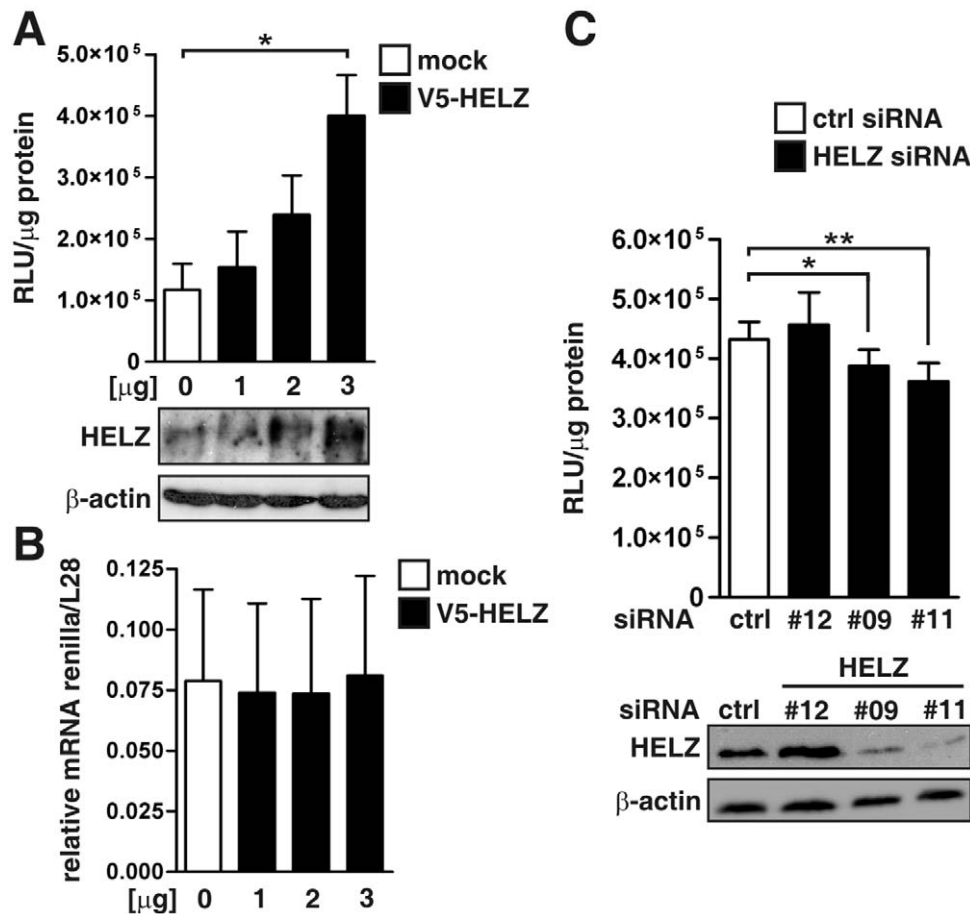 A
*
mock
V5-HELZ
RLU/μg protein
5.0×10⁵
4.0×10⁵
3.0×10⁵
2.0×10⁵
1.0×10⁵
0
[μg] 0 1 2 3
HELZ
β-actin
B
mock
V5-HELZ
relative mRNA renilla/L28
0.125
0.100
0.075
0.050
0.025
0.000
[μg] 0 1 2 3
C
ctrl siRNA
HELZ siRNA
**
*
RLU/μg protein
6.0×10⁵
5.0×10⁵
4.0×10⁵
3.0×10⁵
2.0×10⁵
1.0×10⁵
0
siRNA ctrl #12 #09 #11
HELZ
siRNA ctrl #12 #09 #11
HELZ
β-actin